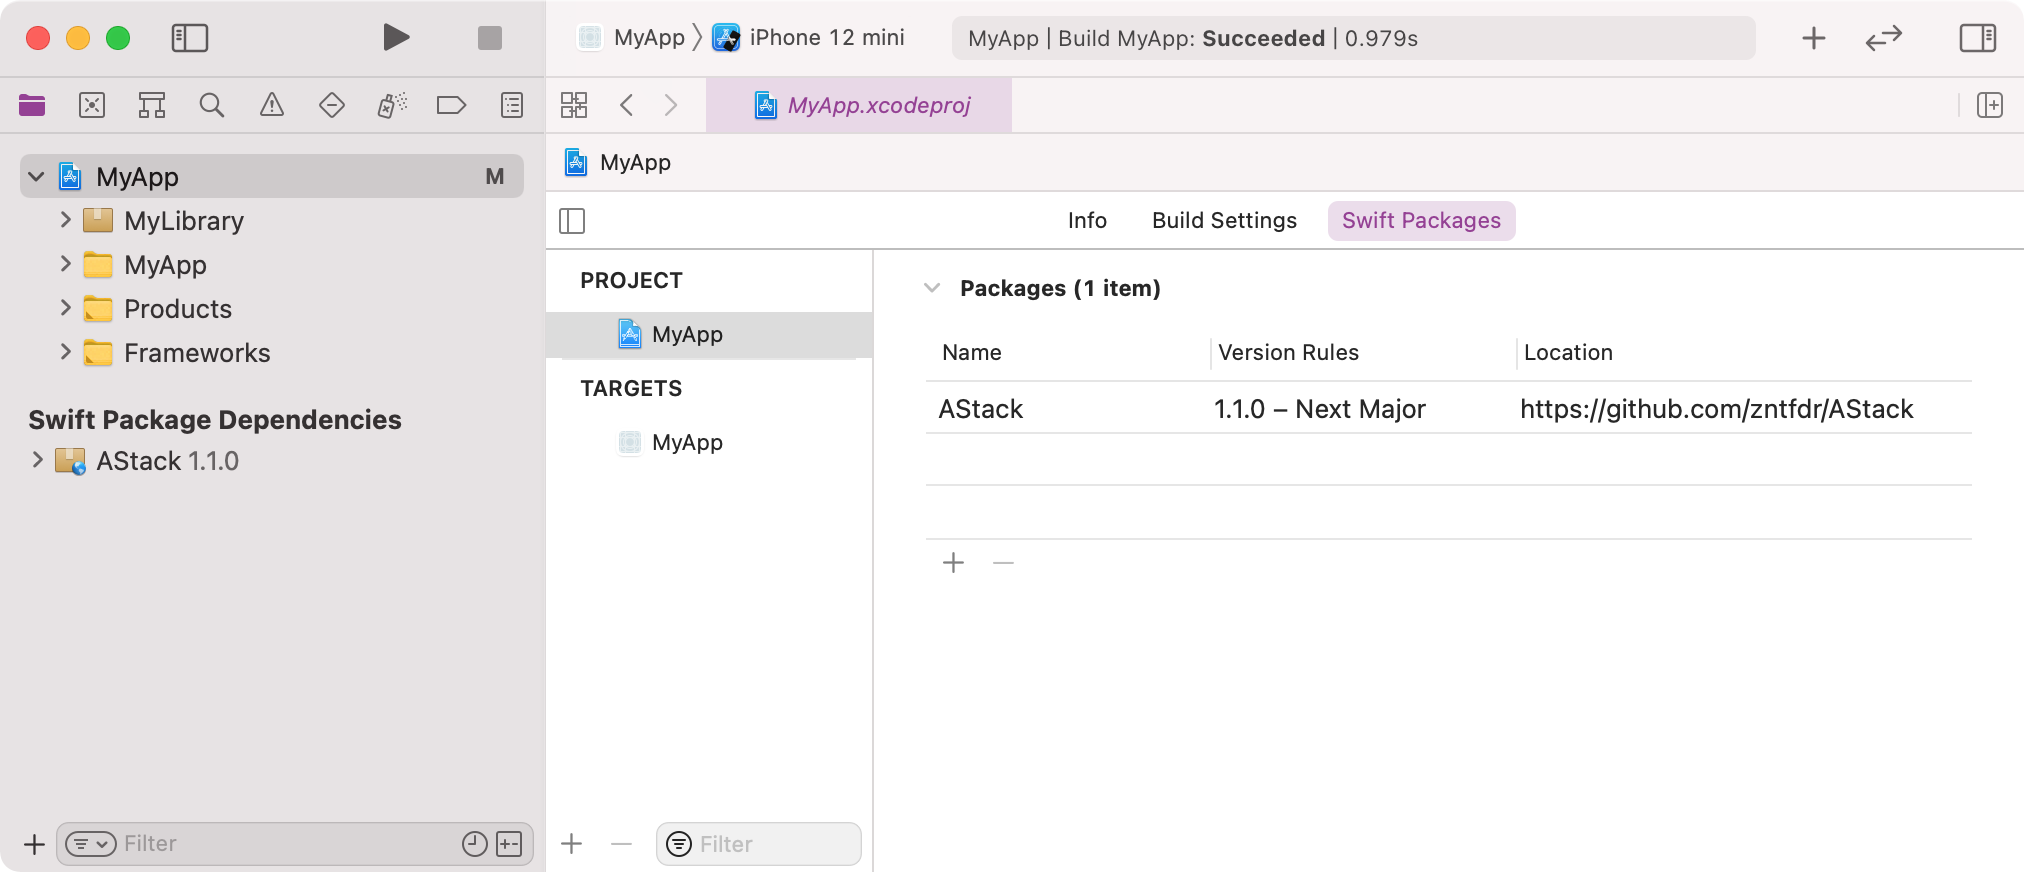 MyApp
iPhone 12 mini
MyApp | Build MyApp: Succeeded | 0.979s
MyApp.xcodeproj
MyApp
M
MyLibrary
MyApp
Products
Frameworks
Swift Package Dependencies
AStack 1.1.0
Filter
MyApp
Info
Build Settings
Swift Packages
PROJECT
MyApp
TARGETS
MyApp
Filter
Packages (1 item)
Name
Version Rules
Location
AStack
1.1.0 – Next Major
https://github.com/zntfdr/AStack